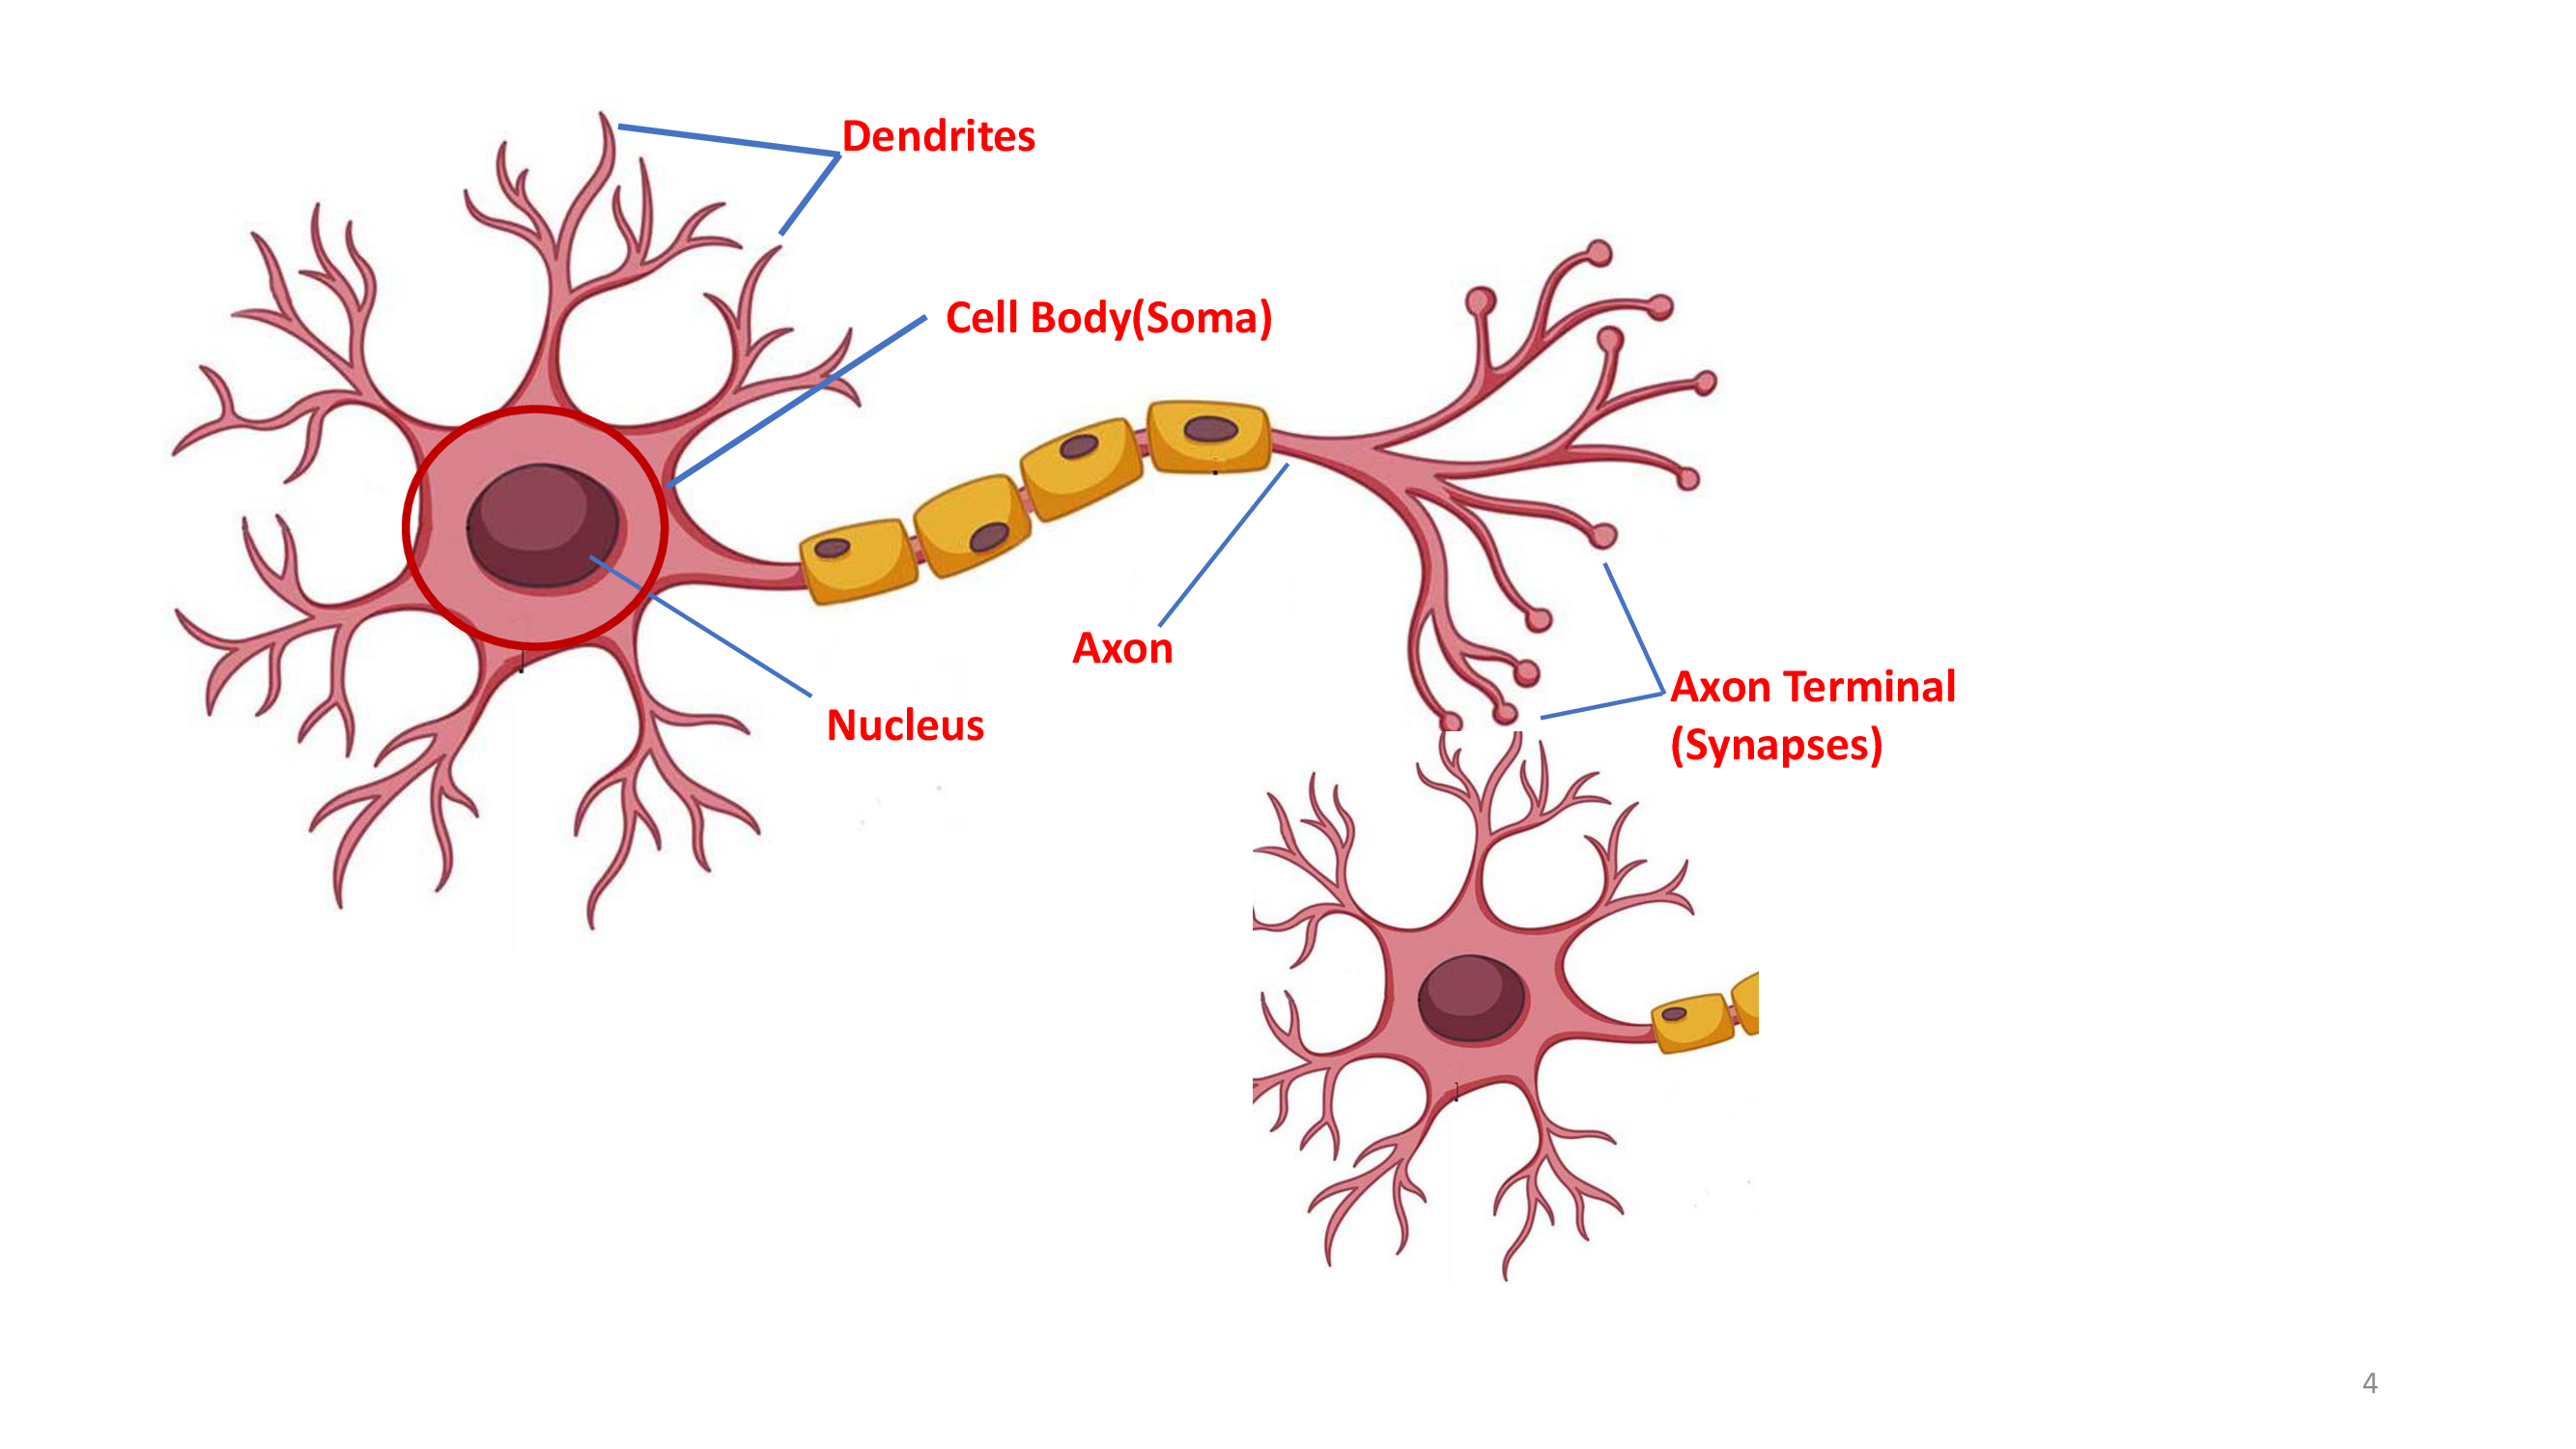 Dendrites
Cell Body(Soma)
Axon
Axon Terminal
(Synapses)
Nucleus
4